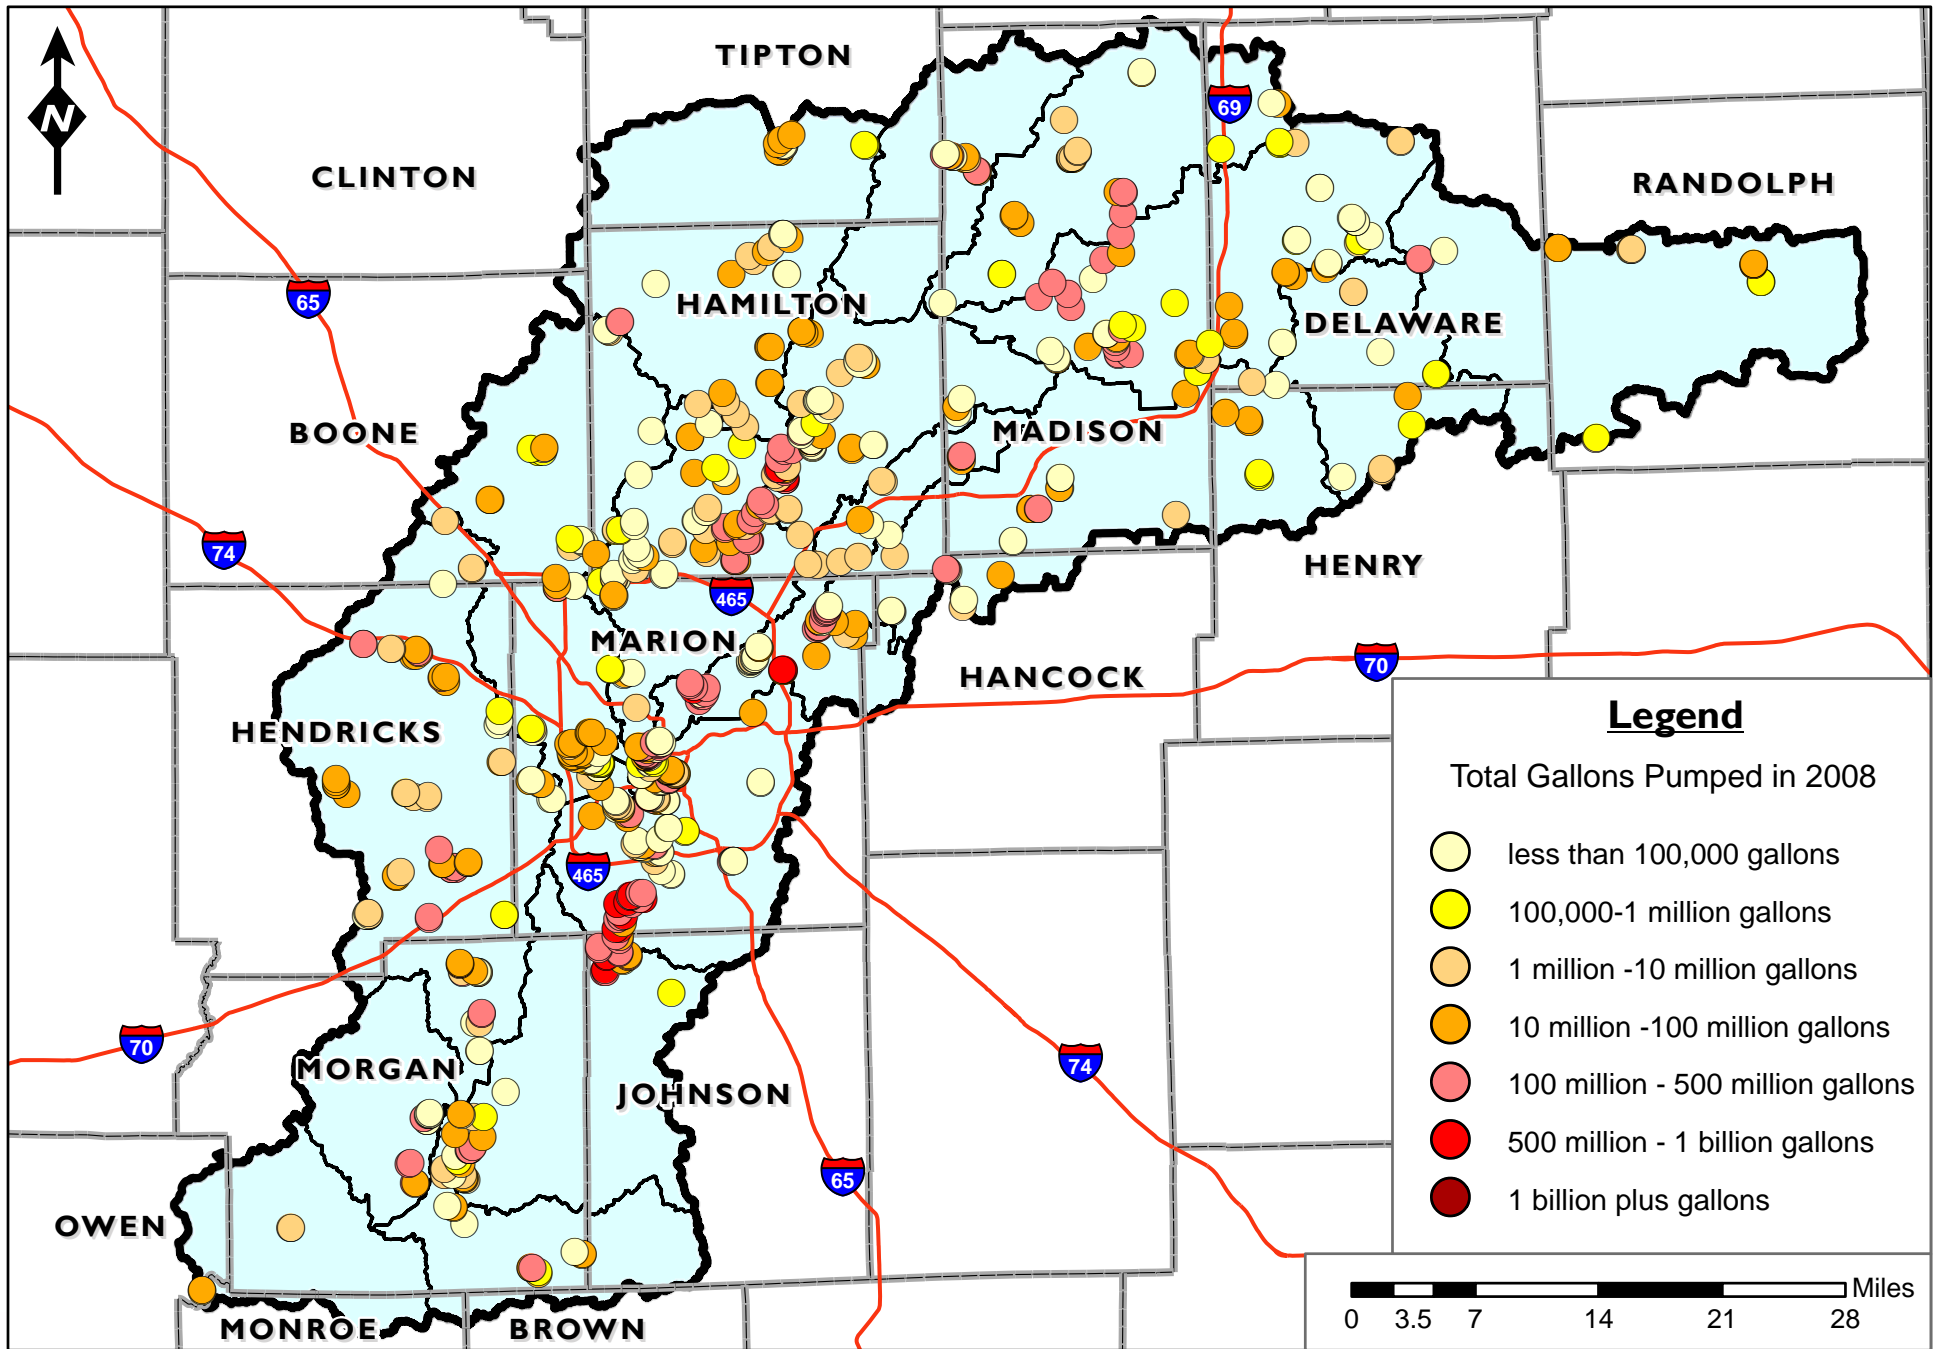 TIPTON
N
69
CLINTON
RANDOLPH
65
HAMILTON
DELAWARE
BOONE
MADISON
74
HENRY
465
MARION
70
HANCOCK
HENDRICKS
465
70
MORGAN
74
JOHNSON
65
OWEN
MONROE
BROWN
Legend
Total Gallons Pumped in 2008
less than 100,000 gallons
100,000-1 million gallons
1 million -10 million gallons
10 million -100 million gallons
100 million - 500 million gallons
500 million - 1 billion gallons
1 billion plus gallons
Miles
0 3.5 7 14 21 28